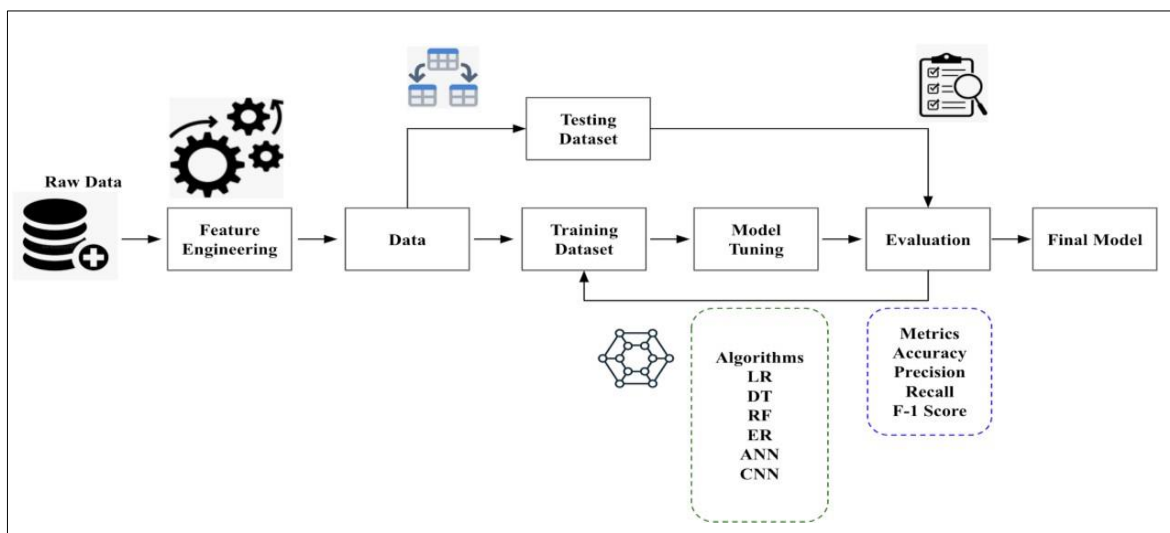 Raw Data
Feature
Engineering
Data
Testing
Dataset
Training
Dataset
Model
Tuning
Evaluation
Final Model
Algorithms
LR
DT
RF
ER
ANN
CNN
Metrics
Accuracy
Precision
Recall
F-1 Score